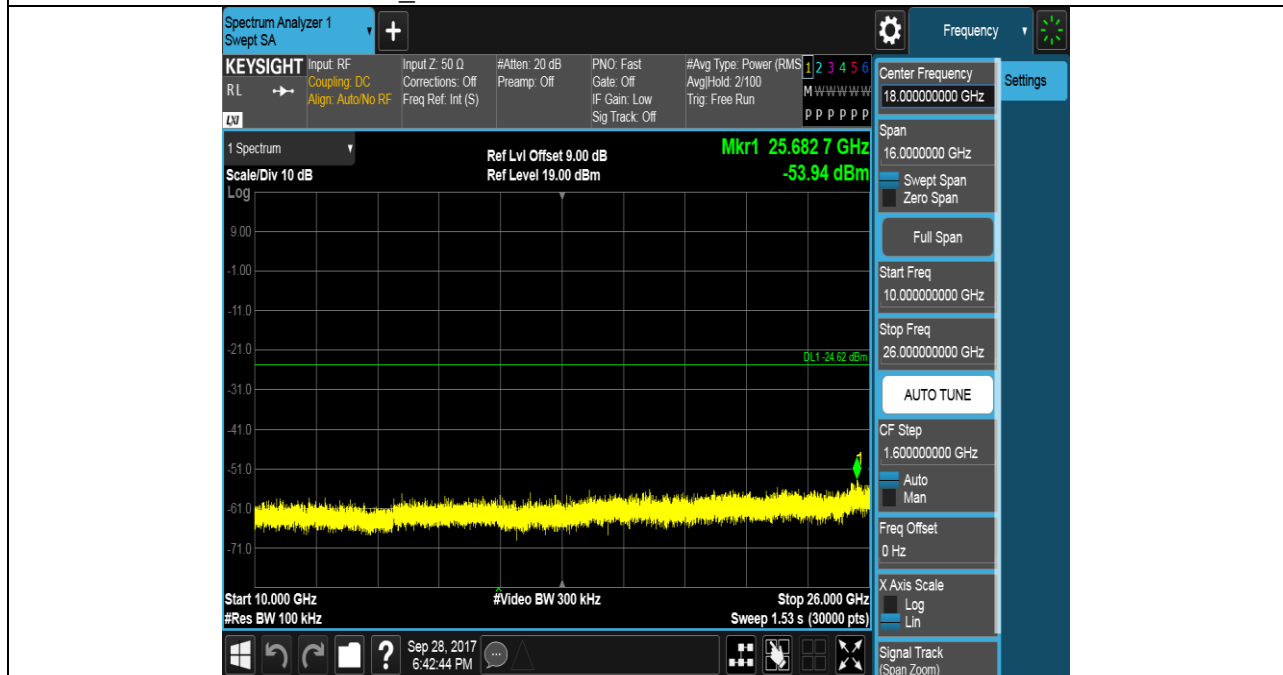 Spectrum Analyzer 1
Swept SA
+
Frequency
KEYSIGHT
RL
LXI
Input: RF
Coupling: DC
Align: Auto/No RF
Input Z: 50 Ω
Corrections: Off
Freq Ref: Int (S)
#Atten: 20 dB
Preamp: Off
PNO: Fast
Gate: Off
IF Gain: Low
Sig Track: Off
#Avg Type: Power (RMS
Avg|Hold: 2/100
Trig: Free Run
1 2 3 4 5 6
M W W W W W
P P P P P P
1 Spectrum
Scale/Div 10 dB
Ref Lvl Offset 9.00 dB
Ref Level 19.00 dBm
Mkr1 25.682 7 GHz
-53.94 dBm
Log
9.00
-1.00
-11.0
-21.0
-31.0
-41.0
-51.0
-61.0
-71.0
DL1 -24.62 dBm
1
Start 10.000 GHz
#Res BW 100 kHz
#Video BW 300 kHz
Stop 26.000 GHz
Sweep 1.53 s (30000 pts)
?
Sep 28, 2017
6:42:44 PM
Center Frequency
18.000000000 GHz
Span
16.0000000 GHz
Swept Span
Zero Span
Full Span
Start Freq
10.000000000 GHz
Stop Freq
26.000000000 GHz
AUTO TUNE
CF Step
1.600000000 GHz
Auto
Man
Freq Offset
0 Hz
X Axis Scale
Log
Lin
Signal Track
(Span Zoom)
Settings